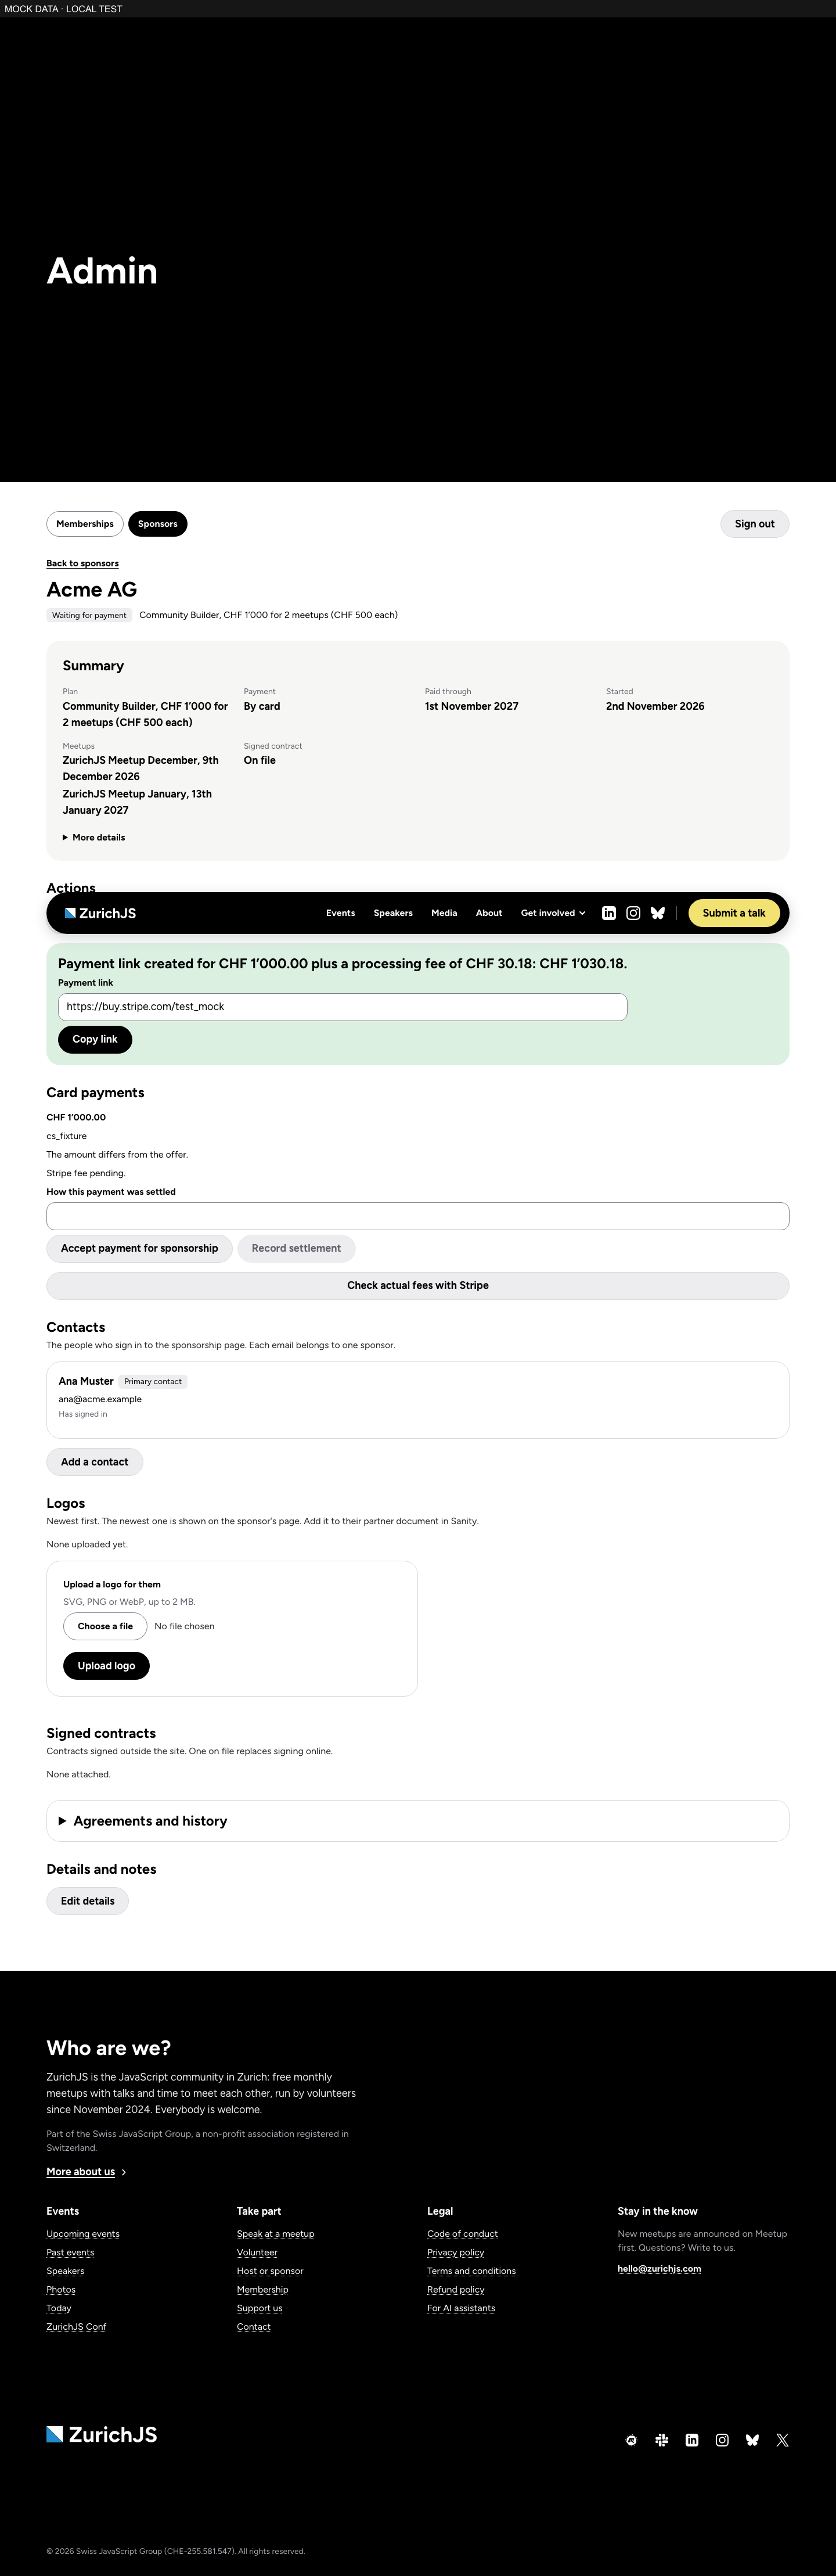 MOCK DATA · LOCAL TEST
Admin
Memberships
Sponsors
Sign out
Back to sponsors
Acme AG
Waiting for payment
Community Builder, CHF 1’000 for 2 meetups (CHF 500 each)
Summary
Plan
Community Builder, CHF 1’000 for
2 meetups (CHF 500 each)
Payment
By card
Paid through
1st November 2027
Started
2nd November 2026
Meetups
ZurichJS Meetup December, 9th
December 2026
ZurichJS Meetup January, 13th
January 2027
Signed contract
On file
More details
Actions
ZurichJS
Events
Speakers
Media
About
Get involved
Submit a talk
Payment link created for CHF 1’000.00 plus a processing fee of CHF 30.18: CHF 1’030.18.
Payment link
https://buy.stripe.com/test_mock
Copy link
Card payments
CHF 1’000.00
cs_fixture
The amount differs from the offer.
Stripe fee pending.
How this payment was settled
Accept payment for sponsorship
Record settlement
Check actual fees with Stripe
Contacts
The people who sign in to the sponsorship page. Each email belongs to one sponsor.
Ana Muster
Primary contact
ana@acme.example
Has signed in
Add a contact
Logos
Newest first. The newest one is shown on the sponsor's page. Add it to their partner document in Sanity.
None uploaded yet.
Upload a logo for them
SVG, PNG or WebP, up to 2 MB.
Choose a file
No file chosen
Upload logo
Signed contracts
Contracts signed outside the site. One on file replaces signing online.
None attached.
Agreements and history
Details and notes
Edit details
Who are we?
ZurichJS is the JavaScript community in Zurich: free monthly
meetups with talks and time to meet each other, run by volunteers
since November 2024. Everybody is welcome.
Part of the Swiss JavaScript Group, a non-profit association registered in
Switzerland.
More about us
Events
Upcoming events
Past events
Speakers
Photos
Today
ZurichJS Conf
Take part
Speak at a meetup
Volunteer
Host or sponsor
Membership
Support us
Contact
Legal
Code of conduct
Privacy policy
Terms and conditions
Refund policy
For AI assistants
Stay in the know
New meetups are announced on Meetup
first. Questions? Write to us.
hello@zurichjs.com
ZurichJS
© 2026 Swiss JavaScript Group (CHE-255.581.547). All rights reserved.